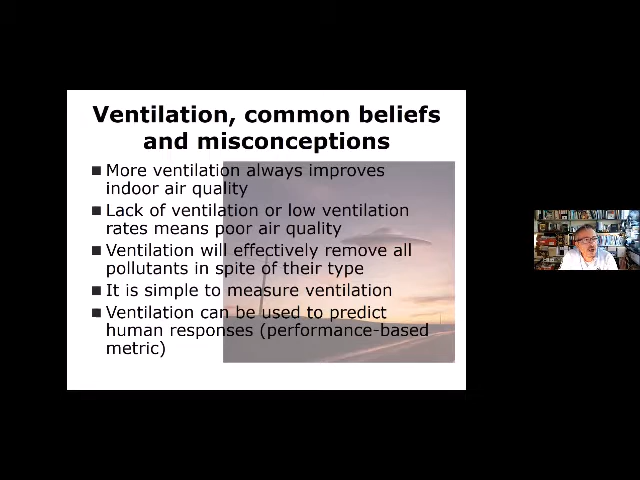 Ventilation, common beliefs
and misconceptions
More ventilation always improves
indoor air quality
Lack of ventilation or low ventilation
rates means poor air quality
Ventilation will effectively remove all
pollutants in spite of their type
It is simple to measure ventilation
Ventilation can be used to predict
human responses (performance-based
metric)